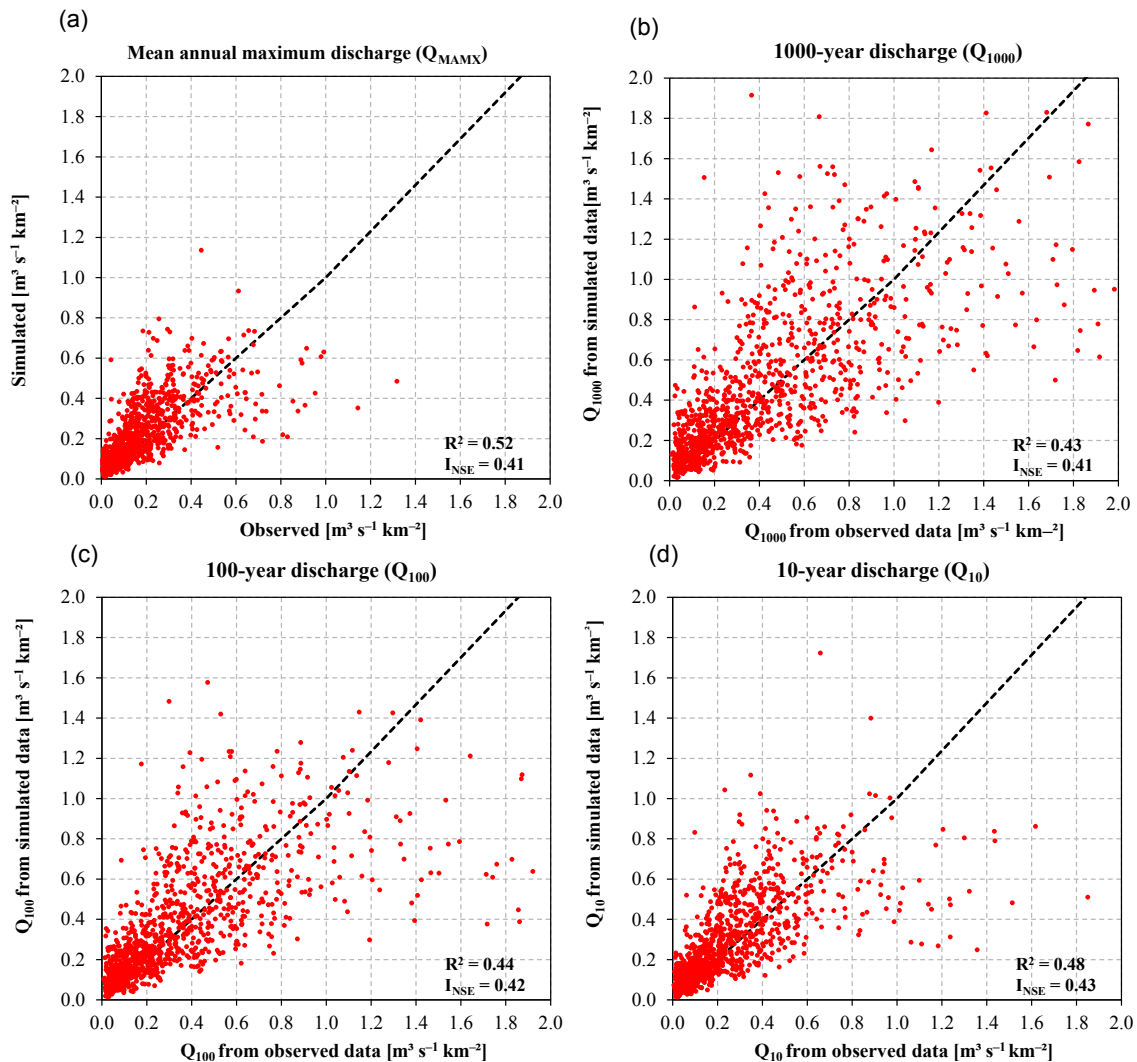 (a)
Mean annual maximum discharge (Q_MAMX)
Simulated [m³ s⁻¹ km⁻²]
2.0
1.8
1.6
1.4
1.2
1.0
0.8
0.6
0.4
0.2
0.0
R² = 0.52
I_NSE = 0.41
0.0 0.2 0.4 0.6 0.8 1.0 1.2 1.4 1.6 1.8 2.0
Observed [m³ s⁻¹ km⁻²]
(b)
1000-year discharge (Q₁₀₀₀)
Q₁₀₀₀ from simulated data[m³ s⁻¹ km⁻²]
2.0
1.8
1.6
1.4
1.2
1.0
0.8
0.6
0.4
0.2
0.0
R² = 0.43
I_NSE = 0.41
0.0 0.2 0.4 0.6 0.8 1.0 1.2 1.4 1.6 1.8 2.0
Q₁₀₀₀ from observed data [m³ s⁻¹ km–²]
(c)
100-year discharge (Q₁₀₀)
Q₁₀₀ from simulated data [m³ s⁻¹ km⁻²]
2.0
1.8
1.6
1.4
1.2
1.0
0.8
0.6
0.4
0.2
0.0
R² = 0.44
I_NSE = 0.42
0.0 0.2 0.4 0.6 0.8 1.0 1.2 1.4 1.6 1.8 2.0
Q₁₀₀ from observed data [m³ s⁻¹ km⁻²]
(d)
10-year discharge (Q₁₀)
Q₁₀ from simulated data [m³ s⁻¹ km⁻²]
2.0
1.8
1.6
1.4
1.2
1.0
0.8
0.6
0.4
0.2
0.0
R² = 0.48
I_NSE = 0.43
0.0 0.2 0.4 0.6 0.8 1.0 1.2 1.4 1.6 1.8 2.0
Q₁₀ from observed data [m³ s⁻¹ km⁻²]